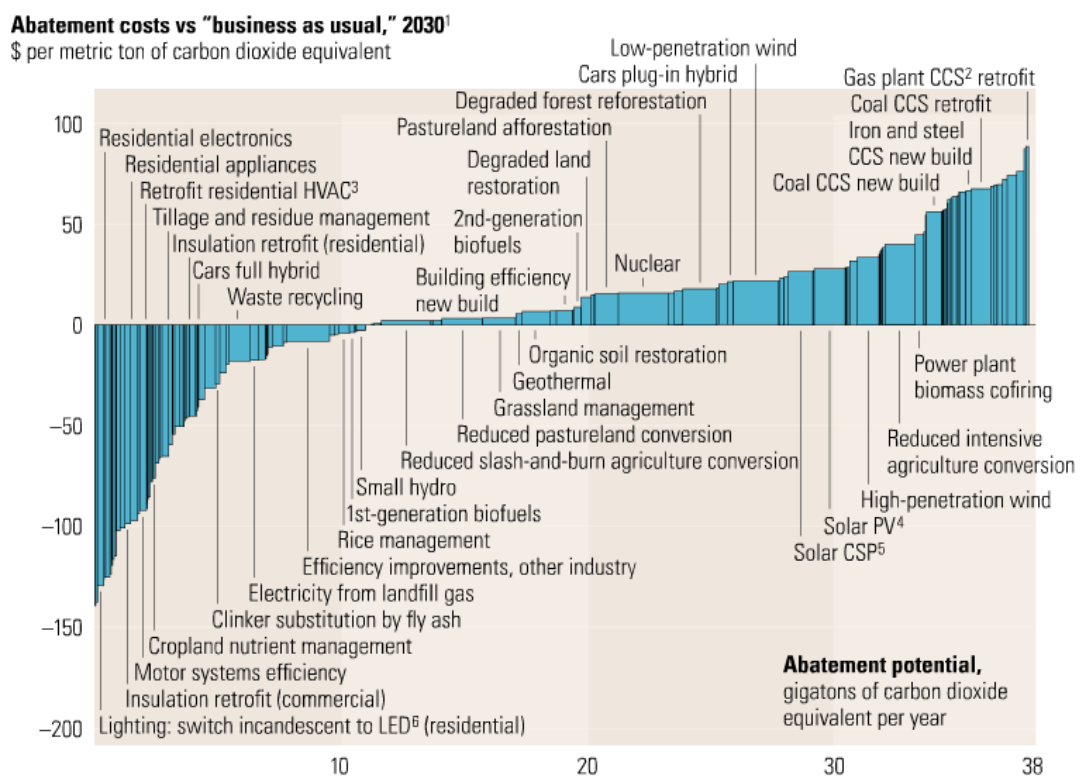 Abatement costs vs “business as usual,” 2030¹
$ per metric ton of carbon dioxide equivalent
Low-penetration wind
Cars plug-in hybrid
Gas plant CCS² retrofit
Degraded forest reforestation
Coal CCS retrofit
100
Pastureland afforestation
Iron and steel
CCS new build
Residential electronics
Residential appliances
Degraded land
restoration
Coal CCS new build
Retrofit residential HVAC³
Tillage and residue management
50
2nd-generation
biofuels
Insulation retrofit (residential)
Cars full hybrid
Nuclear
Building efficiency
new build
Waste recycling
0
Organic soil restoration
Power plant
biomass cofiring
Geothermal
Grassland management
–50
Reduced pastureland conversion
Reduced intensive
agriculture conversion
Reduced slash-and-burn agriculture conversion
Small hydro
High-penetration wind
1st-generation biofuels
–100
Solar PV⁴
Rice management
Solar CSP⁵
Efficiency improvements, other industry
Electricity from landfill gas
Clinker substitution by fly ash
–150
Cropland nutrient management
Motor systems efficiency
Insulation retrofit (commercial)
Lighting: switch incandescent to LED⁶ (residential)
Abatement potential,
gigatons of carbon dioxide
equivalent per year
–200
10
20
30
38